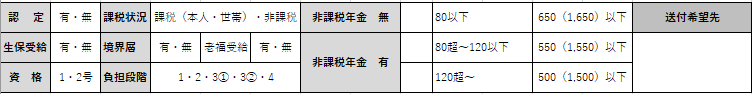 認 定 有・無 課税状況 課税（本人・世帯）・非課税 非課税年金 無 80以下 650（1,650）以下 送付希望先
生保受給 有・無 境界層 有・無 老福受給 有・無 非課税年金 有 80超～120以下 550（1,550）以下
資 格 1・2号 負担段階 1・2・3①・3②・4 120超～ 500（1,500）以下